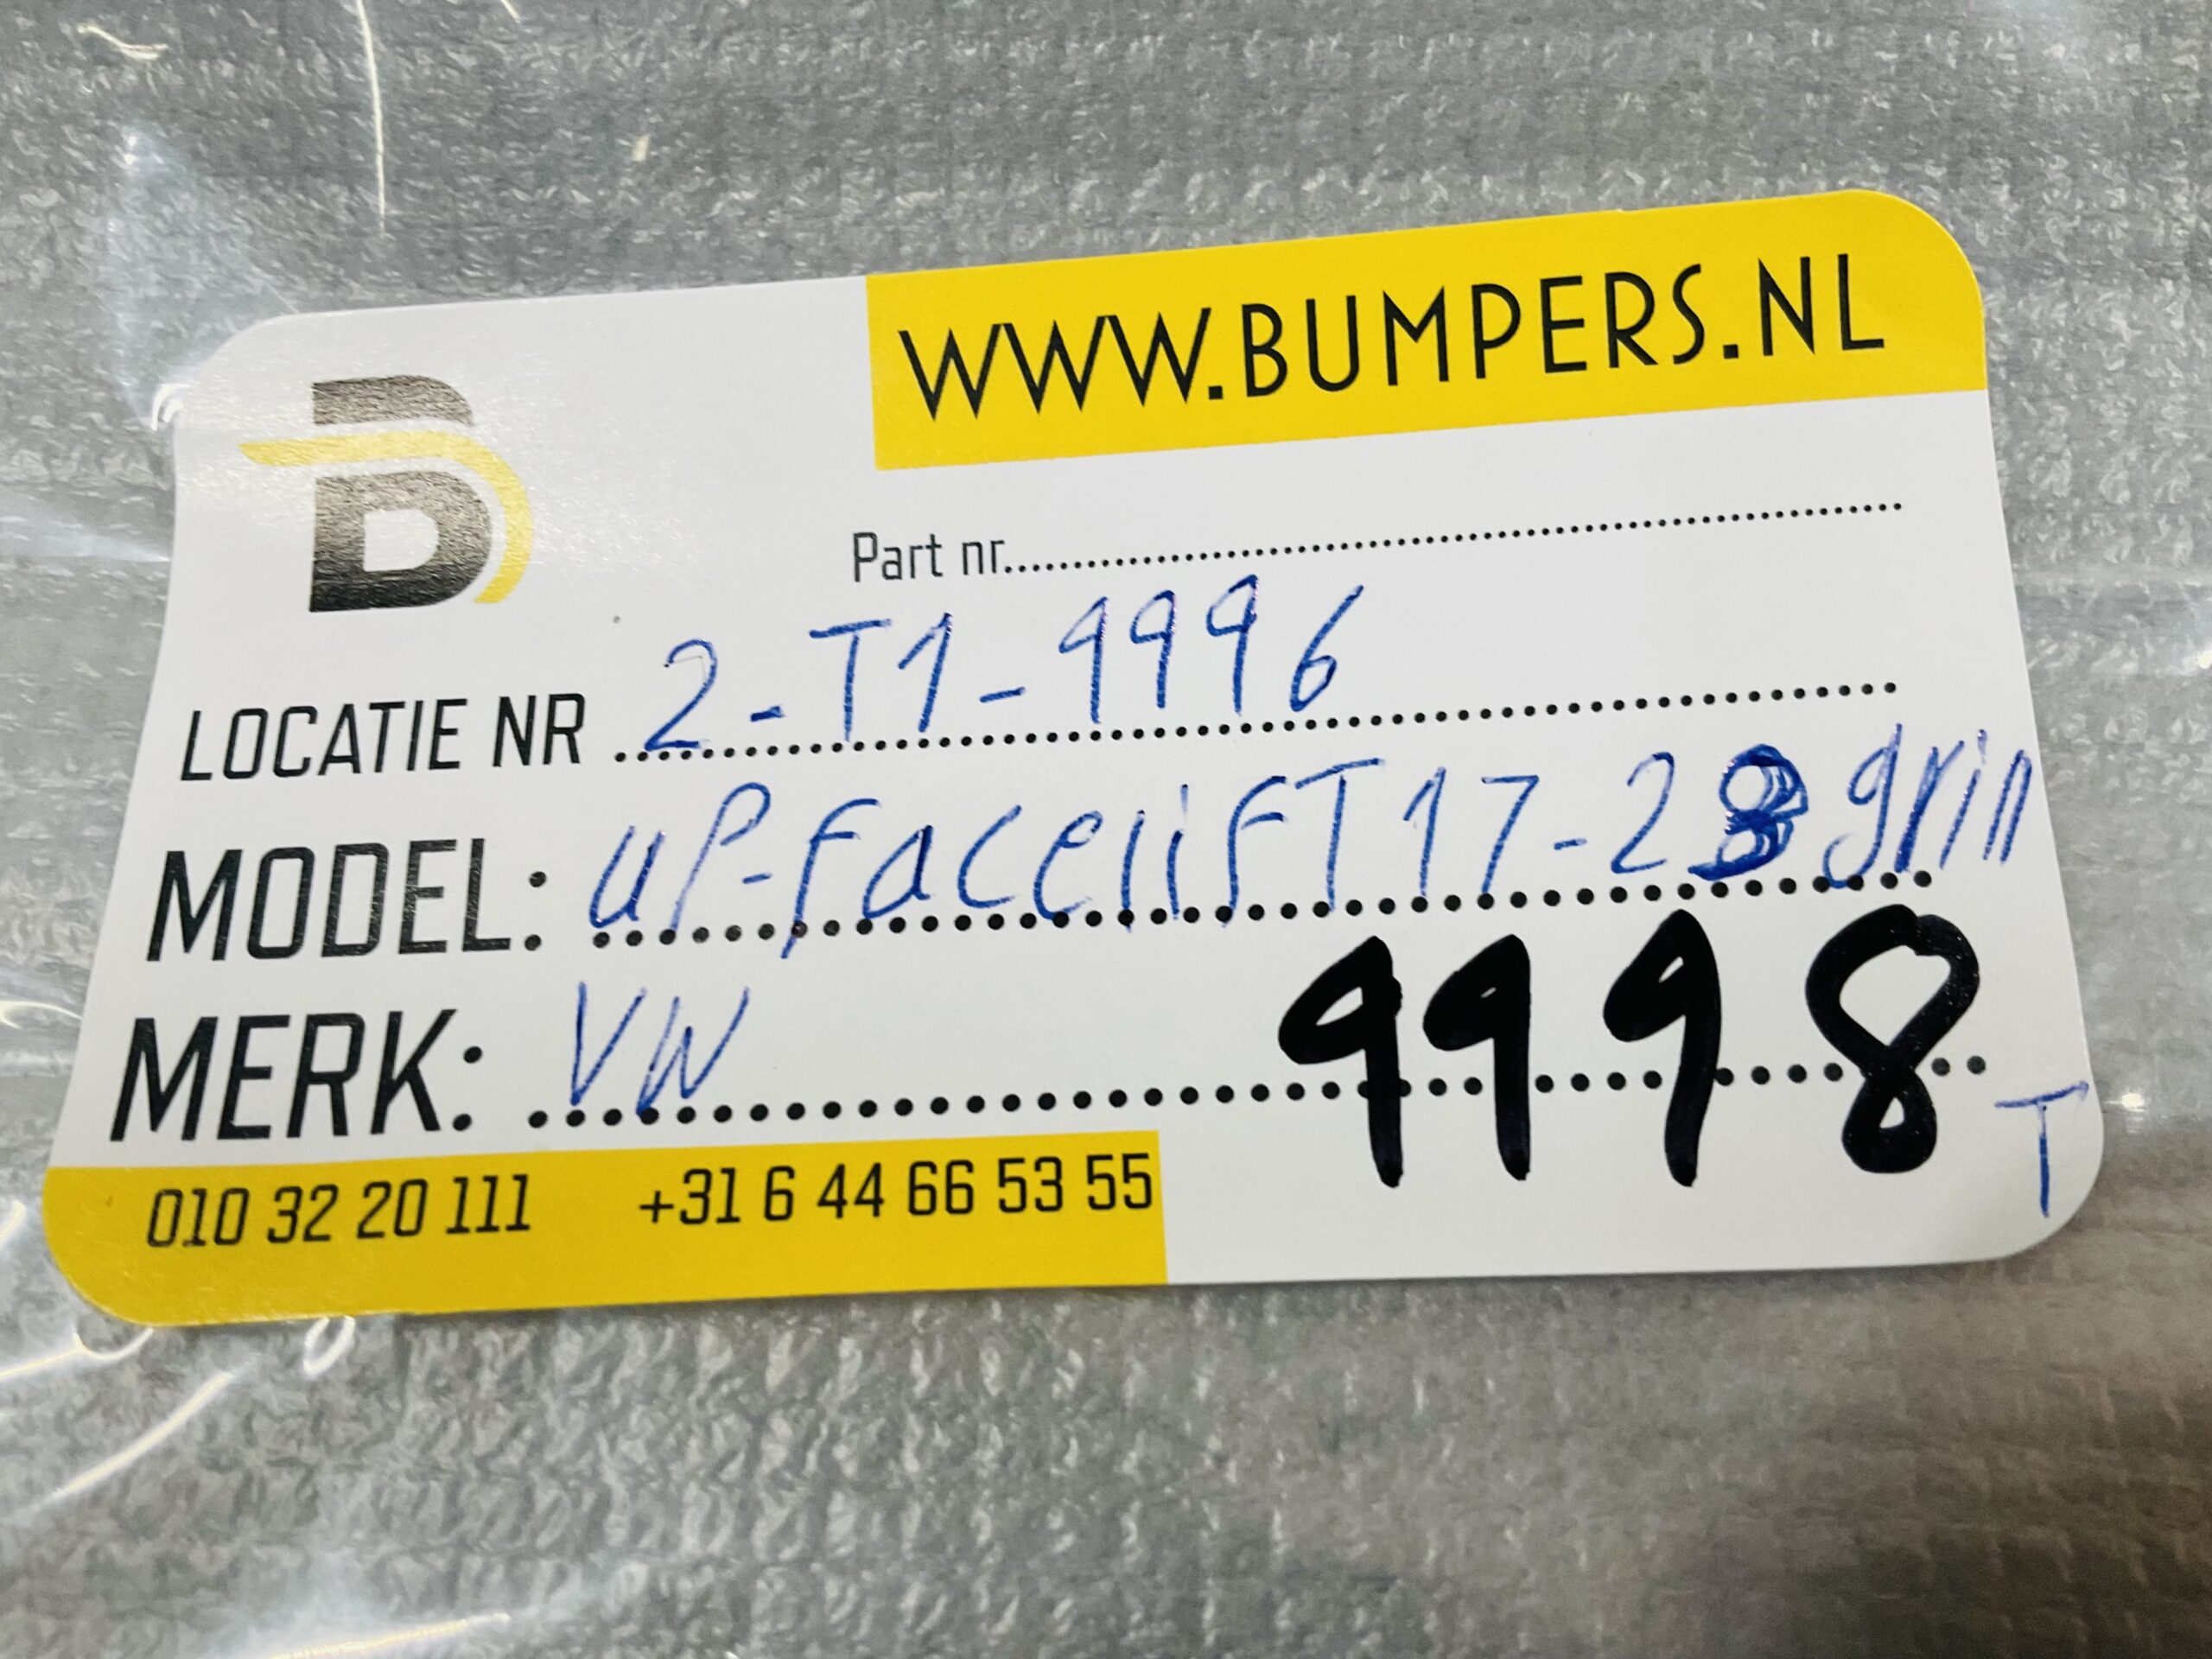 B
WWW.BUMPERS.NL
Part nr..........
LOCATIE NR 2-T1-9996
MODEL: uP-facelifT 17-23 grin
MERK: VW
9998
T
010 32 20 111 +31 6 44 66 53 55